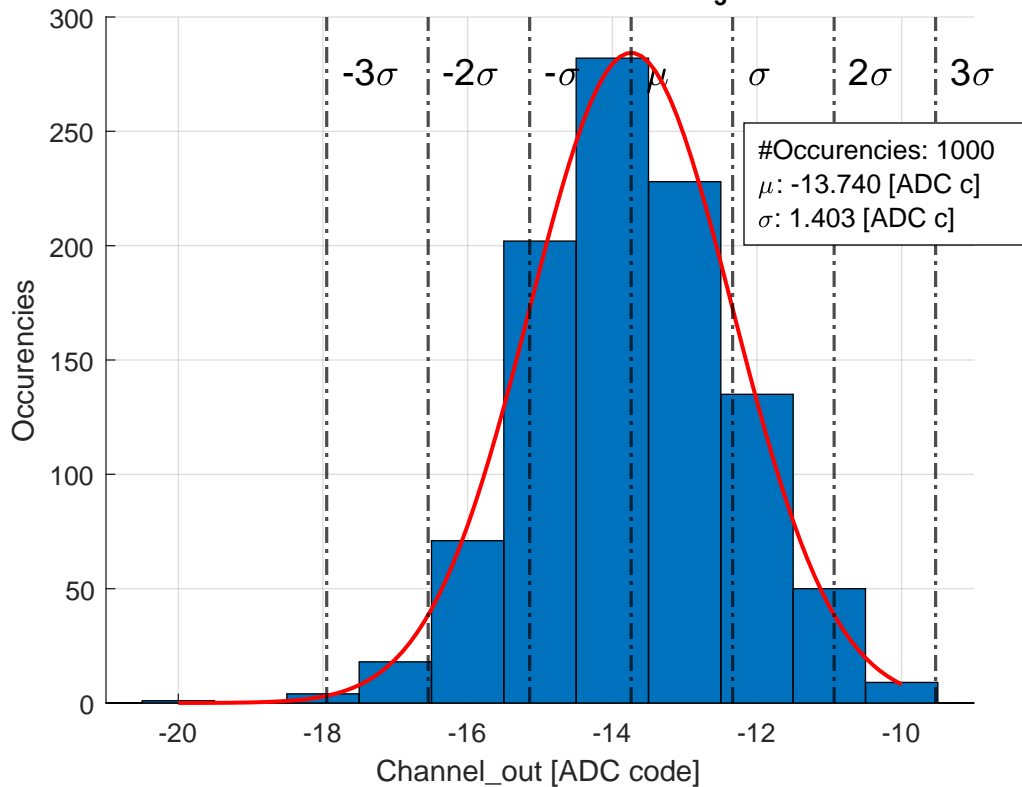 300
250
200
150
100
50
0
-3σ -2σ -σ μ σ 2σ 3σ
#Occurencies: 1000
μ: -13.740 [ADC c]
σ: 1.403 [ADC c]
Occurencies
-20 -18 -16 -14 -12 -10
Channel_out [ADC code]